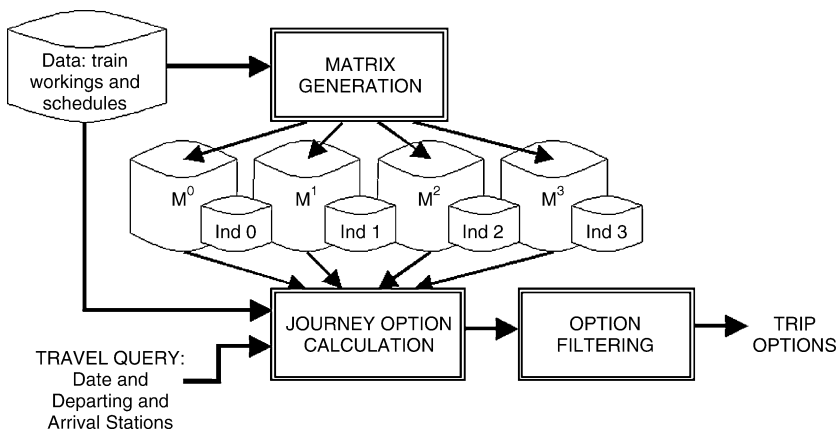 Data: train
workings and
schedules
MATRIX
GENERATION
M⁰
M¹
M²
M³
Ind 0
Ind 1
Ind 2
Ind 3
JOURNEY OPTION
CALCULATION
OPTION
FILTERING
TRIP
OPTIONS
TRAVEL QUERY:
Date and
Departing and
Arrival Stations